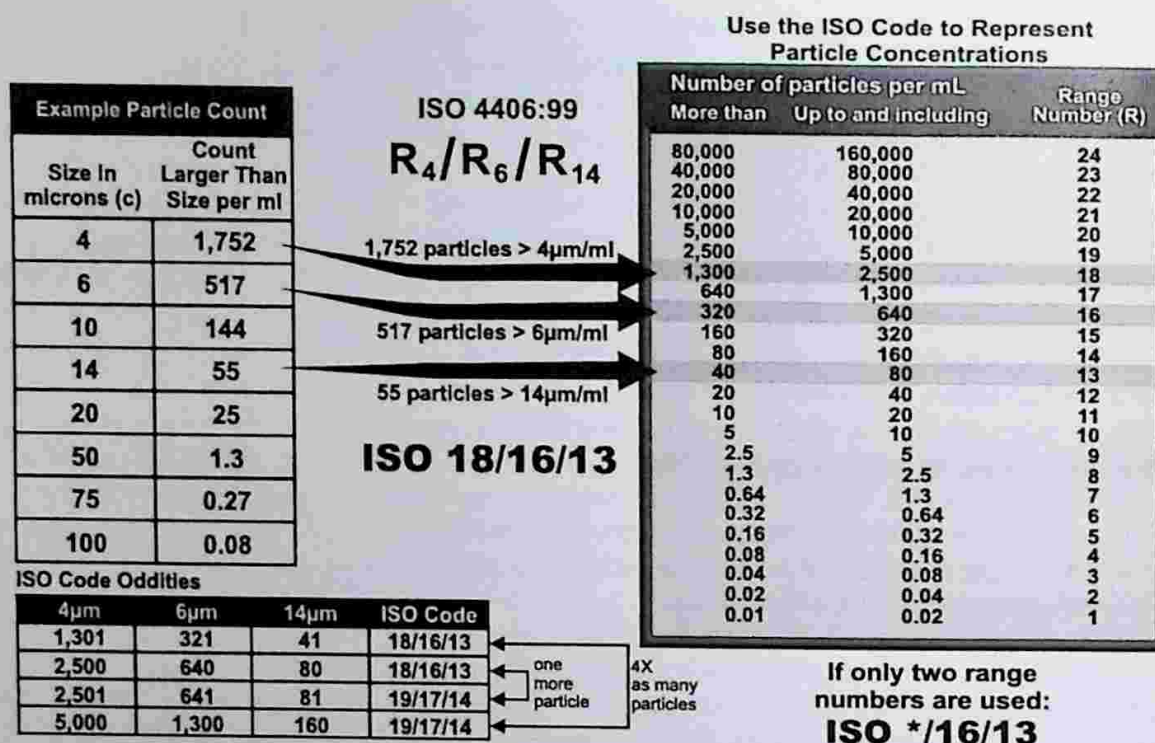 Use the ISO Code to Represent
Particle Concentrations
Example Particle Count
Size In
microns (c)
Count
Larger Than
Size per ml
4 1,752
6 517
10 144
14 55
20 25
50 1.3
75 0.27
100 0.08
ISO 4406:99
R4/R6/R14
1,752 particles > 4µm/ml
517 particles > 6µm/ml
55 particles > 14µm/ml
ISO 18/16/13
Number of particles per mL
More than Up to and including
Range
Number (R)
80,000 160,000 24
40,000 80,000 23
20,000 40,000 22
10,000 20,000 21
5,000 10,000 20
2,500 5,000 19
1,300 2,500 18
640 1,300 17
320 640 16
160 320 15
80 160 14
40 80 13
20 40 12
10 20 11
5 10 10
2.5 5 9
1.3 2.5 8
0.64 1.3 7
0.32 0.64 6
0.16 0.32 5
0.08 0.16 4
0.04 0.08 3
0.02 0.04 2
0.01 0.02 1
ISO Code Oddities
4µm 6µm 14µm ISO Code
1,301 321 41 18/16/13
2,500 640 80 18/16/13
2,501 641 81 19/17/14
5,000 1,300 160 19/17/14
one
more
particle
4X
as many
particles
If only two range
numbers are used:
ISO */16/13